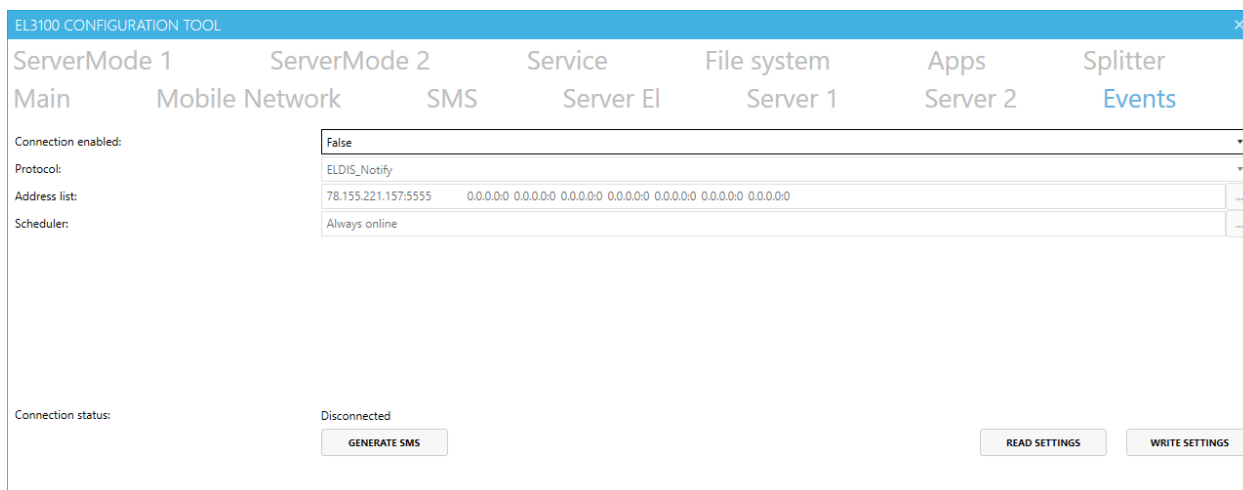 EL3100 CONFIGURATION TOOL
ServerMode 1 ServerMode 2 Service File system Apps Splitter
Main Mobile Network SMS Server El Server 1 Server 2 Events
Connection enabled: False
Protocol: ELDIS_Notify
Address list: 78.155.221.157:5555 0.0.0.0:0 0.0.0.0:0 0.0.0.0:0 0.0.0.0:0 0.0.0.0:0 0.0.0.0:0 0.0.0.0:0 ...
Scheduler: Always online ...
Connection status: Disconnected
GENERATE SMS READ SETTINGS WRITE SETTINGS